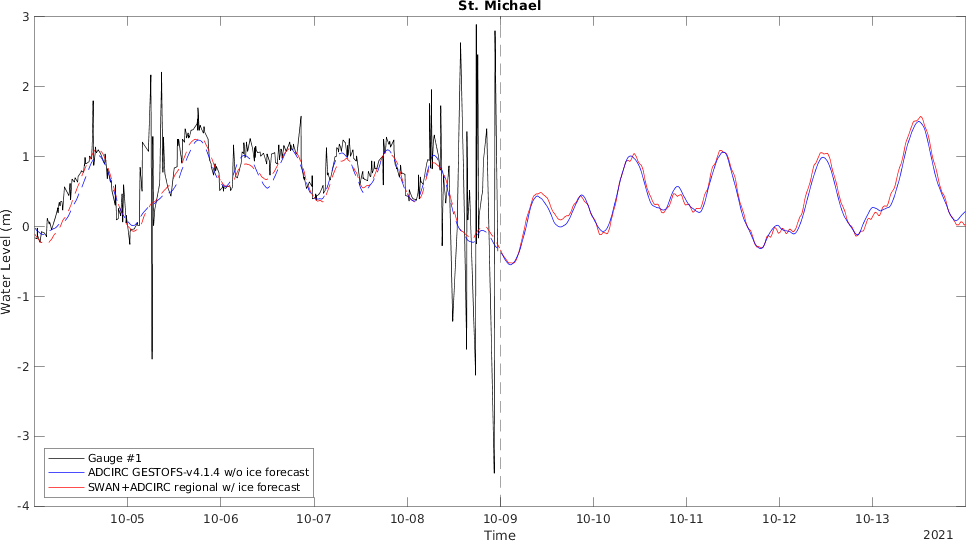 St. Michael
3
2
1
0
-1
-2
-3
-4
Water Level (m)
Gauge #1
ADCIRC GESTOFS-v4.1.4 w/o ice forecast
SWAN+ADCIRC regional w/ ice forecast
10-05 10-06 10-07 10-08 10-09 10-10 10-11 10-12 10-13
Time
2021